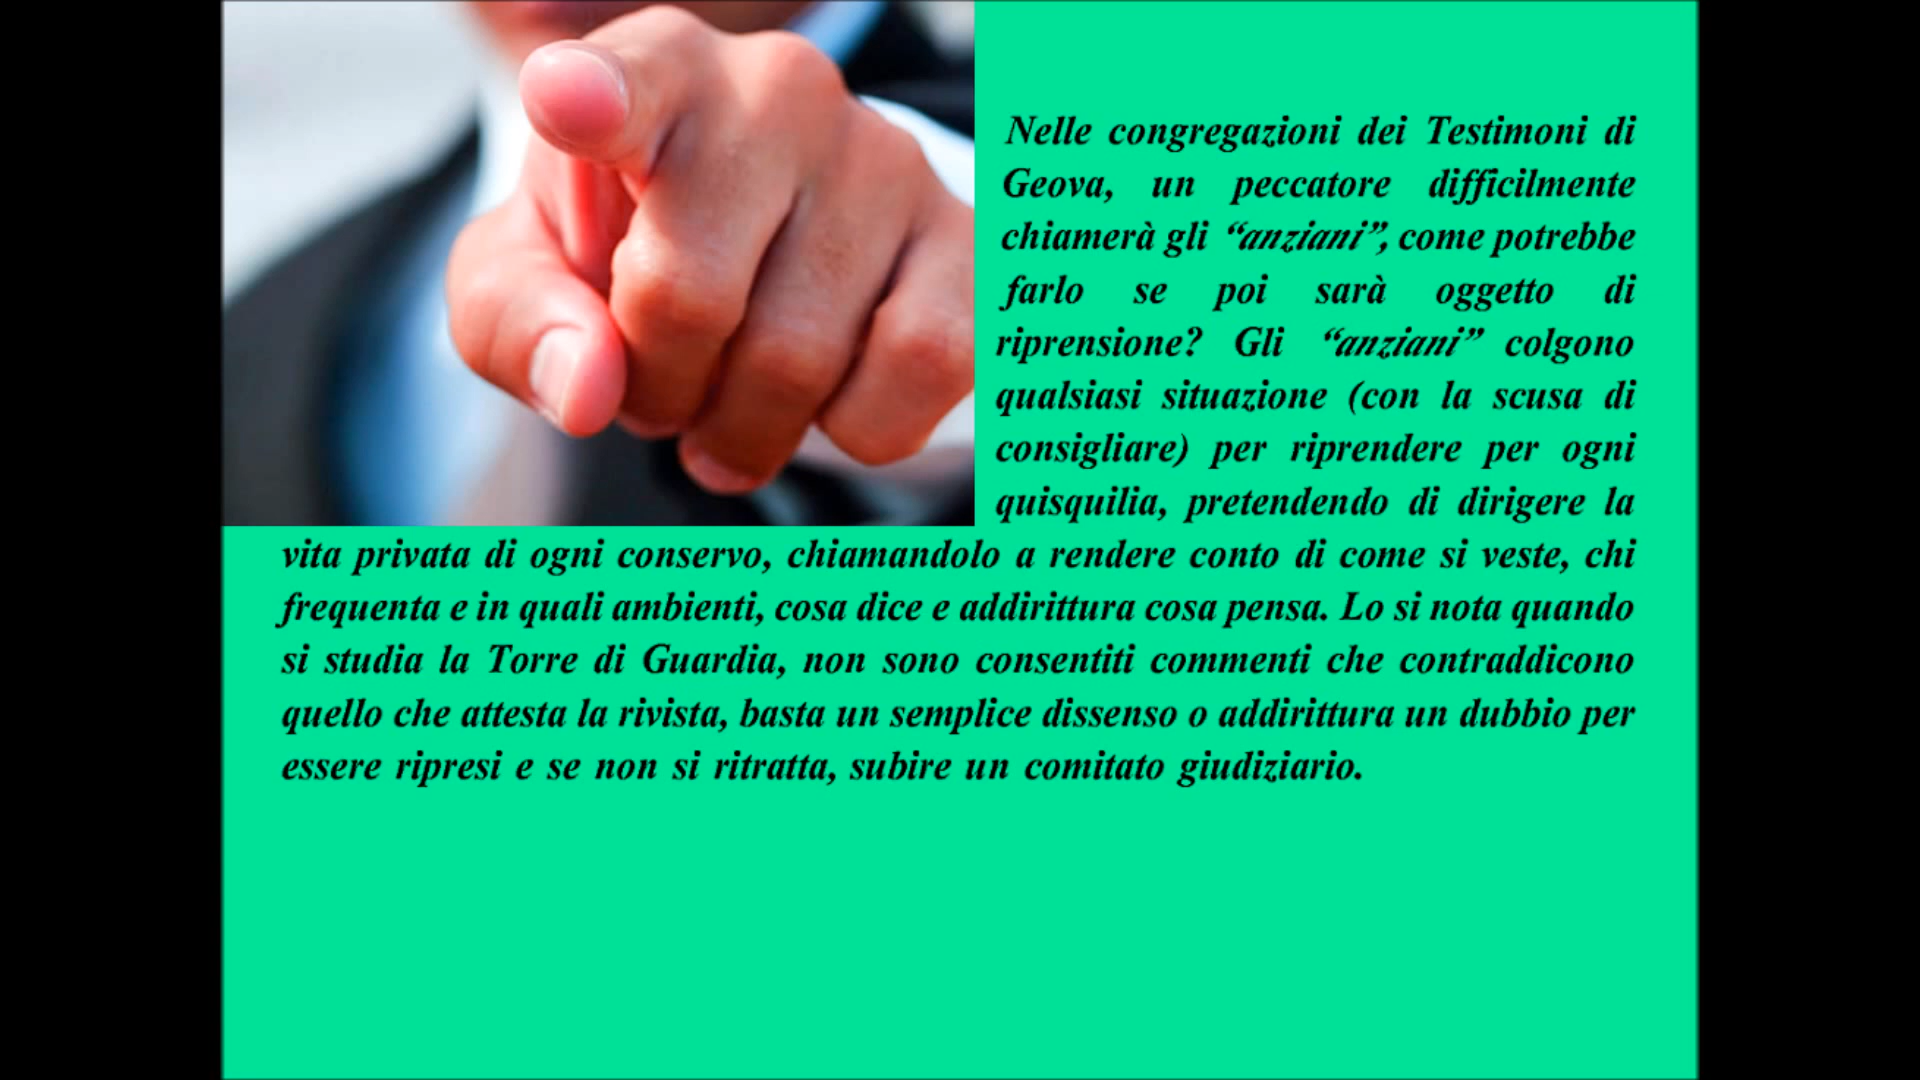 Nelle congregazioni dei Testimoni di
Geova, un peccatore difficilmente
chiamerà gli “anziani”, come potrebbe
farlo se poi sarà oggetto di
riprensione? Gli “anziani” colgono
qualsiasi situazione (con la scusa di
consigliare) per riprendere per ogni
quisquilia, pretendendo di dirigere la
vita privata di ogni conservo, chiamandolo a rendere conto di come si veste, chi
frequenta e in quali ambienti, cosa dice e addirittura cosa pensa. Lo si nota quando
si studia la Torre di Guardia, non sono consentiti commenti che contraddicono
quello che attesta la rivista, basta un semplice dissenso o addirittura un dubbio per
essere ripresi e se non si ritratta, subire un comitato giudiziario.